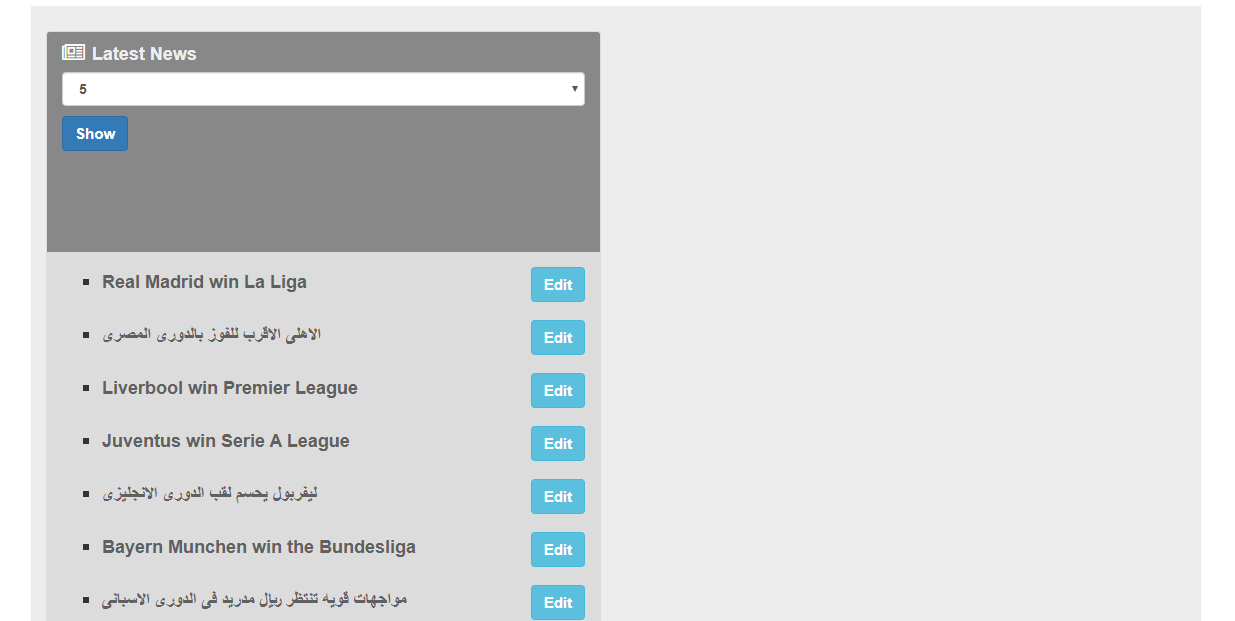 Latest News
5
Show
Real Madrid win La Liga
Edit
الاهلى الاقرب للفوز بالدورى المصرى
Edit
Liverbool win Premier League
Edit
Juventus win Serie A League
Edit
ليفربول يحسم لقب الدورى الانجليزى
Edit
Bayern Munchen win the Bundesliga
Edit
مواجهات قويه تنتظر ريال مدريد فى الدورى الاسبانى
Edit